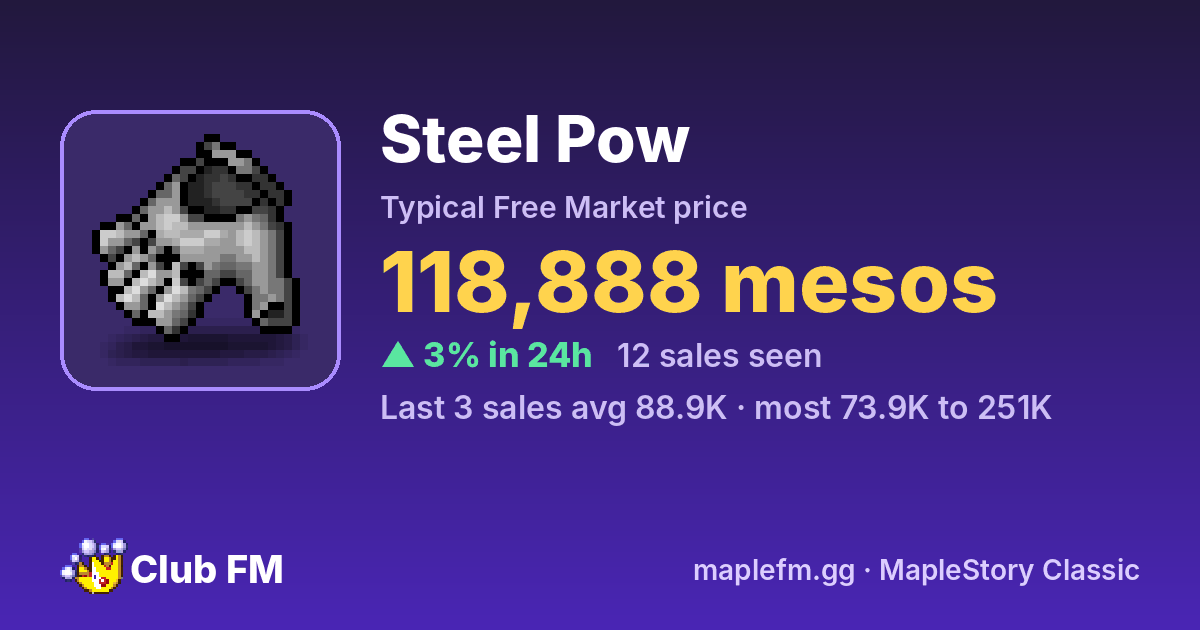 Steel Pow
Typical Free Market price
118,888 mesos
▲ 3% in 24h 12 sales seen
Last 3 sales avg 88.9K · most 73.9K to 251K
Club FM
maplefm.gg · MapleStory Classic